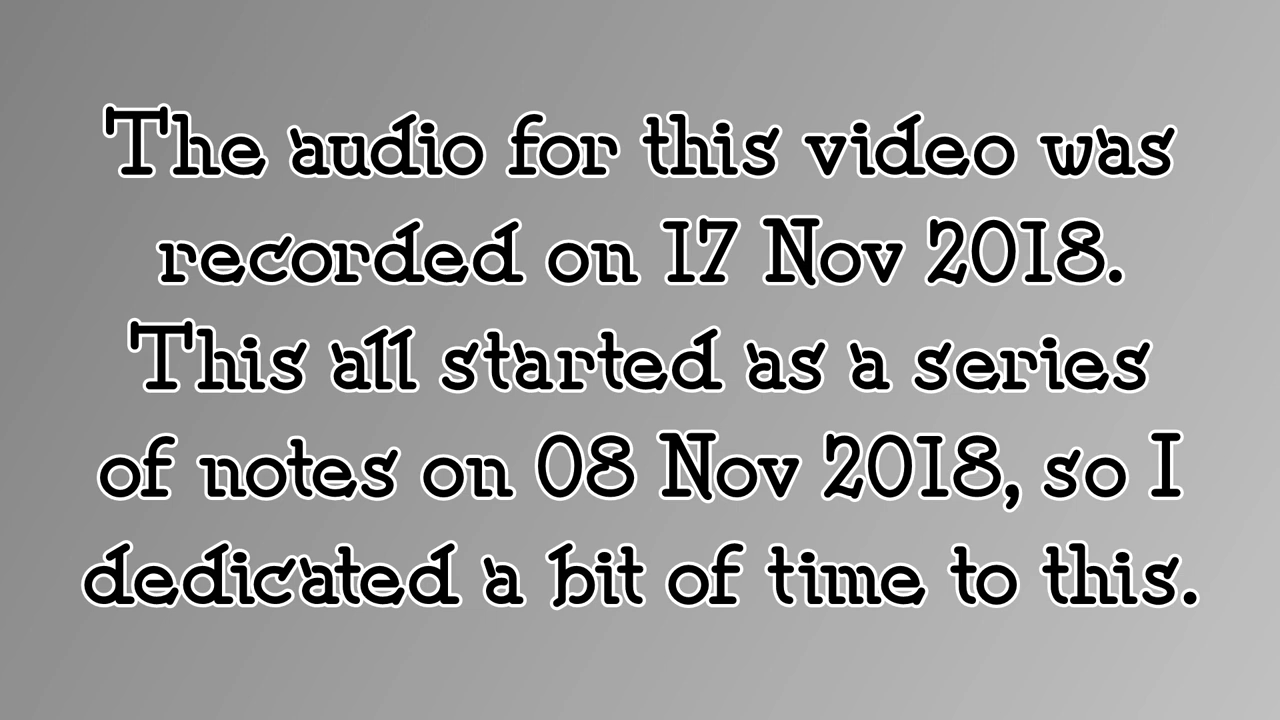 The audio for this video was
recorded on 17 Nov 2018.
This all started as a series
of notes on 08 Nov 2018, so I
dedicated a bit of time to this.